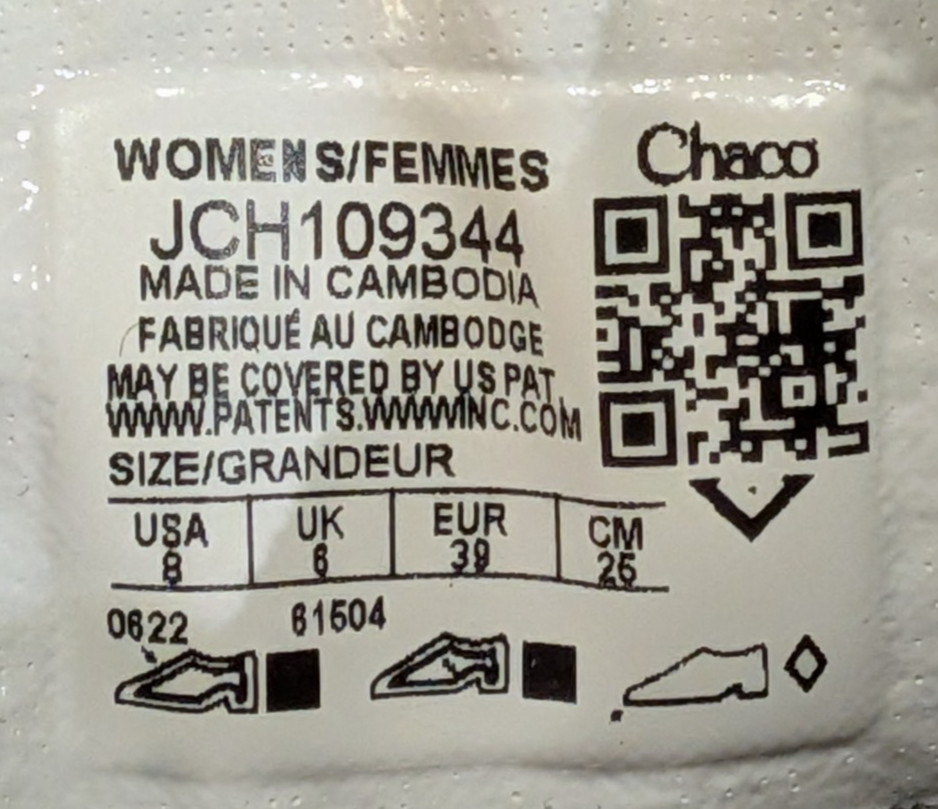 WOMENS/FEMMES
Chaco
JCH109344
MADE IN CAMBODIA
FABRIQUÉ AU CAMBODGE
MAY BE COVERED BY US PAT.
WWW.PATENTS.WWWINC.COM
SIZE/GRANDEUR
USA UK EUR CM
8 6 39 25
0622 61504